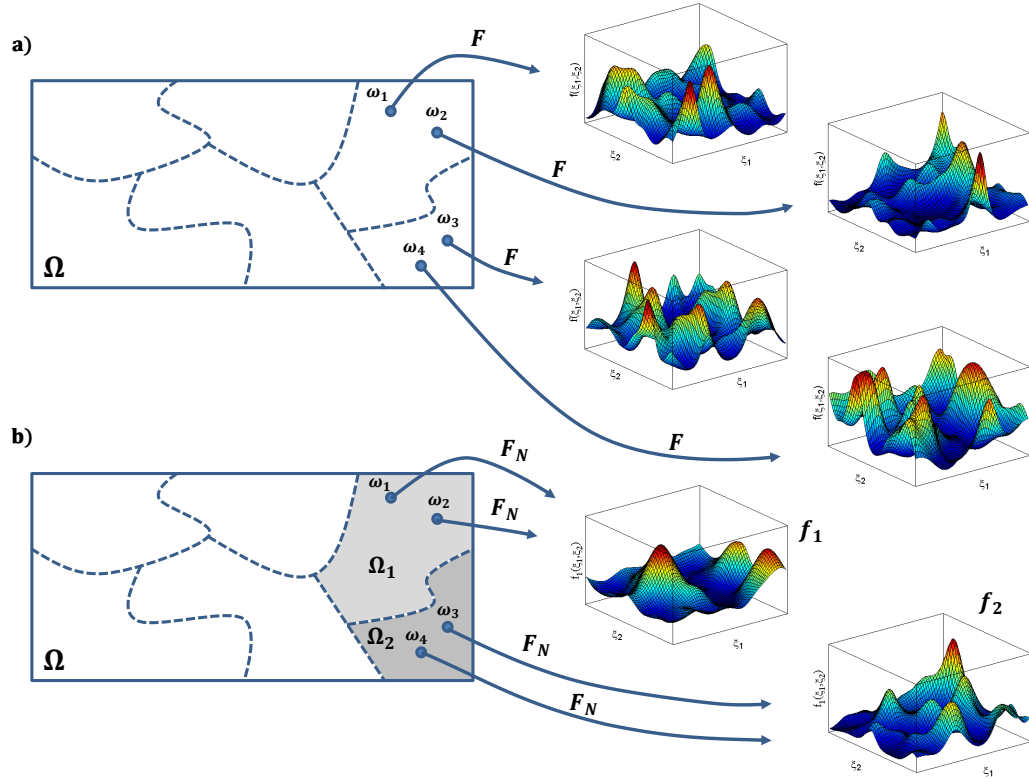 a)
F
ω₁
ω₂
F
ω₃
F
ω₄
F
Ω
f(ξ₁,ξ₂)
ξ₂
ξ₁
f(ξ₁,ξ₂)
ξ₂
ξ₁
f(ξ₁,ξ₂)
ξ₂
ξ₁
f(ξ₁,ξ₂)
ξ₂
ξ₁
b)
F_N
ω₁
ω₂
F_N
Ω₁
ω₃
Ω₂
ω₄
F_N
F_N
Ω
f₁
f₁(ξ₁,ξ₂)
ξ₂
ξ₁
f₂
f₁(ξ₁,ξ₂)
ξ₂
ξ₁